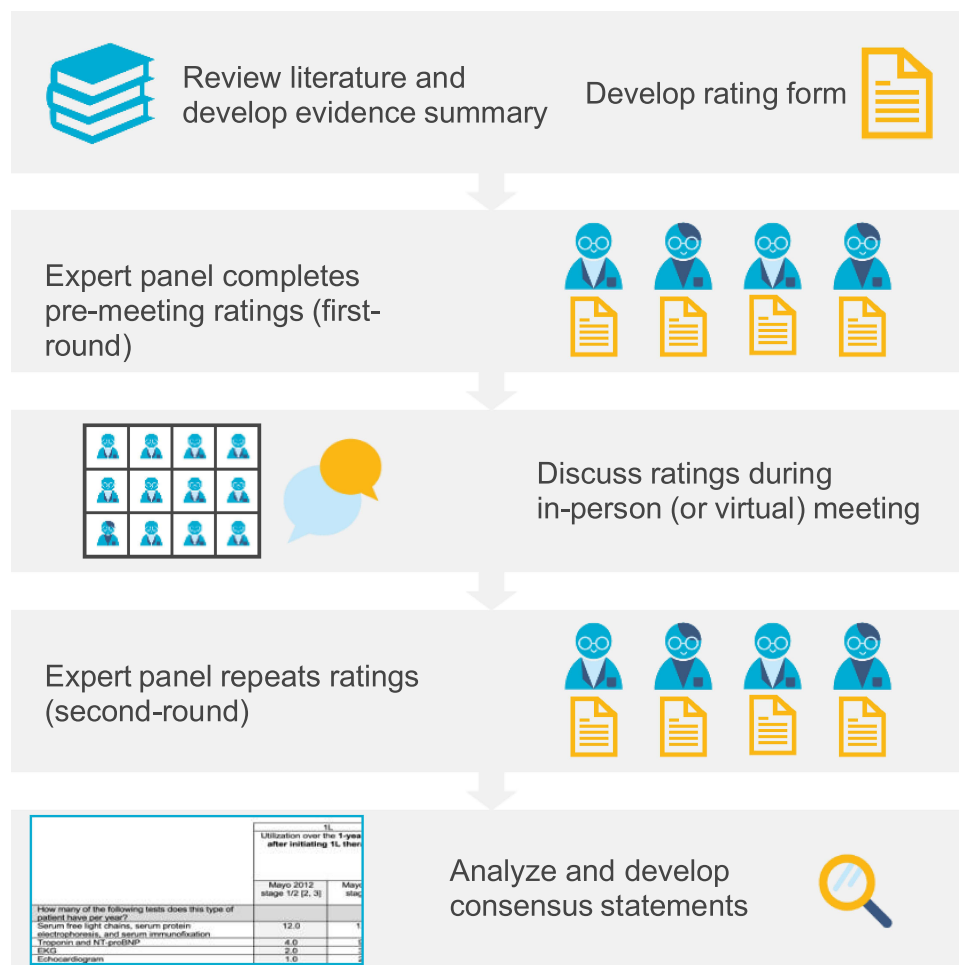 Review literature and
develop evidence summary
Develop rating form
Expert panel completes
pre-meeting ratings (first-
round)
Discuss ratings during
in-person (or virtual) meeting
Expert panel repeats ratings
(second-round)
1L
Utilization over the 1-yea
after initiating 1L ther
Mayo 2012
stage 1/2 [2, 3]
How many of the following tests does this type of
patient have per year?
Serum free light chains, serum protein
electrophoresis, and serum immunofixation
12.0
Troponin and NT-proBNP
4.0
EKG
2.0
Echocardiogram
1.0
Analyze and develop
consensus statements